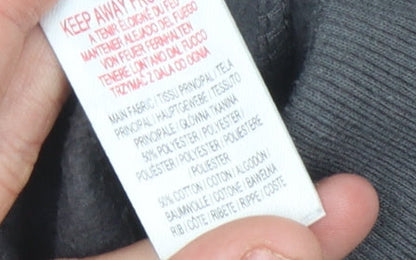 KEEP AWAY FRO
A TENIR ÉLOIGNÉ DU FEU
MANTENER ALEJADO DEL FUEGO
VON FEUER FERNHALTEN
TENERE LONTANO DAL FUOCO
TRZYMAĆ Z DALA OD OGNIA
MAIN FABRIC / TISSU PRINCIPAL / TELA
PRINCIPAL / HAUPTGEWEBE / TESSUTO
PRINCIPALE / GŁÓWNA TKANINA
50% POLYESTER / POLYESTER/
POLIÉSTER / POLYESTER / POLIESTERE
/ POLIESTER
50% COTTON / COTON / ALGODÓN/
BAUMWOLLE / COTONE / BAWEŁNA
RIB / CÔTE / RIBETE / RIPPE / COSTE